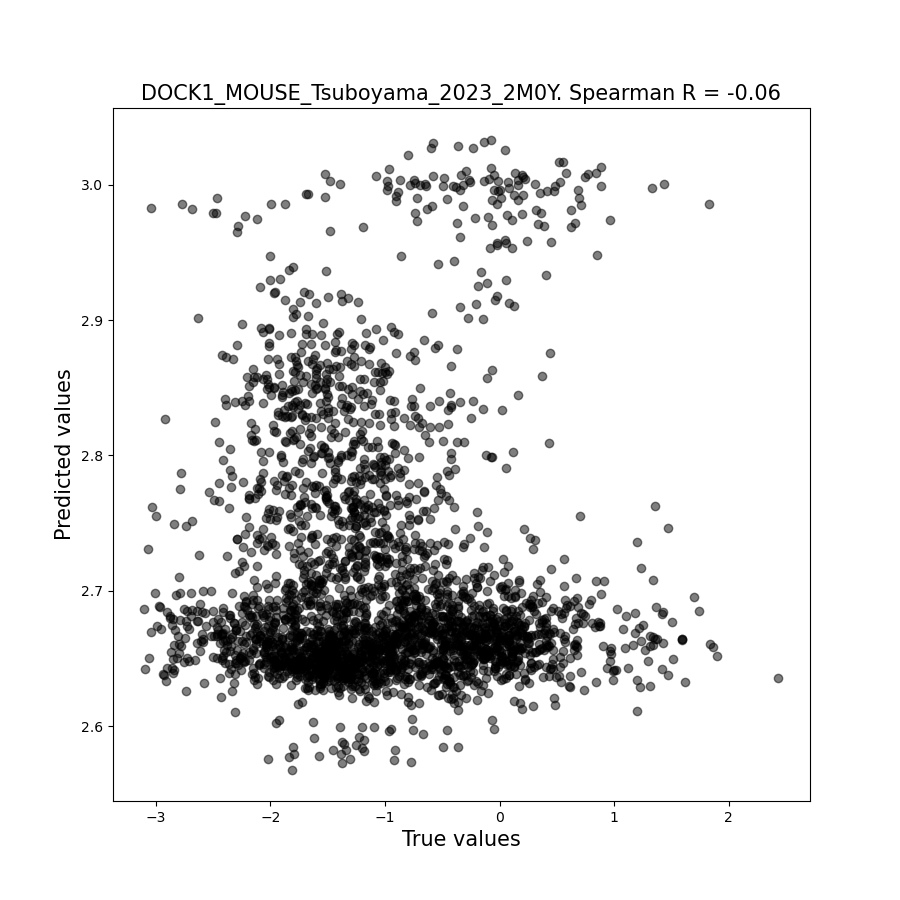 DOCK1_MOUSE_Tsuboyama_2023_2M0Y. Spearman R = -0.06
3.0
2.9
2.8
2.7
2.6
Predicted values
−3 −2 −1 0 1 2
True values